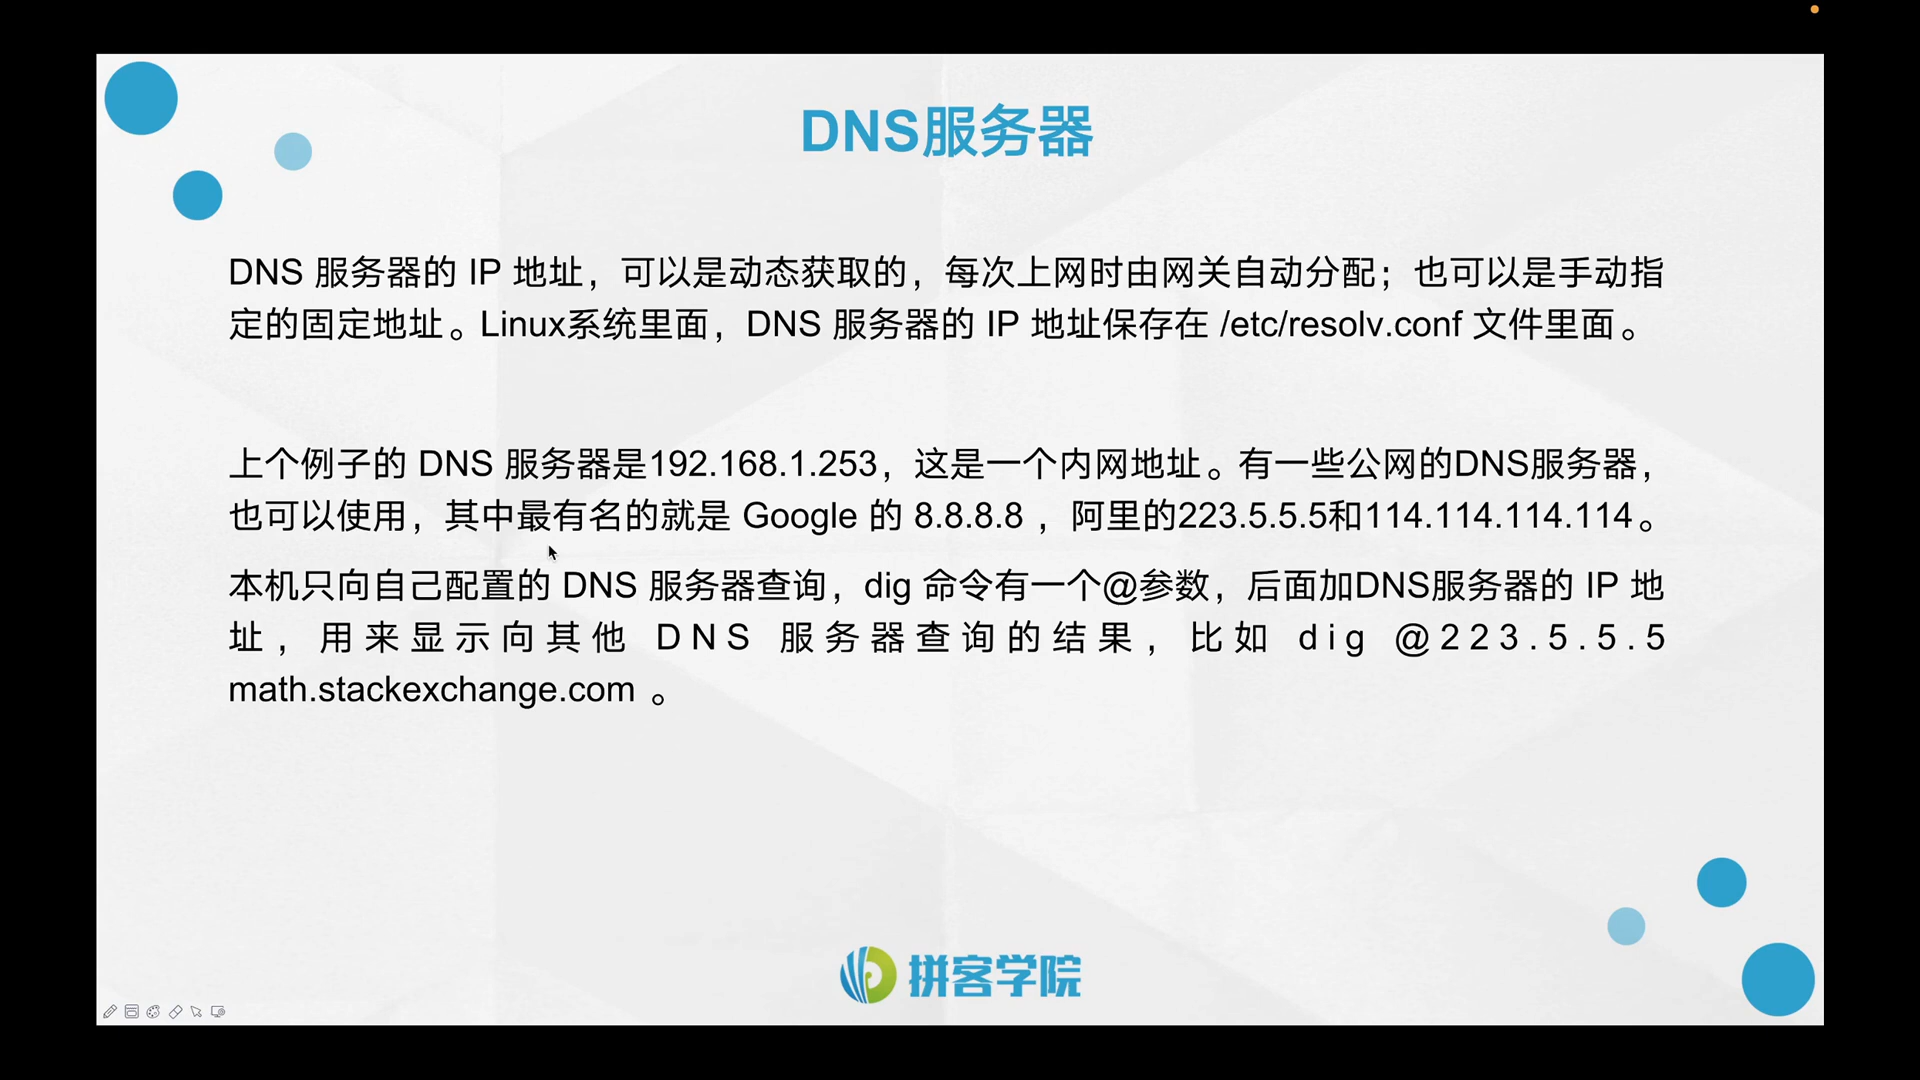 DNS服务器
DNS 服务器的 IP 地址，可以是动态获取的，每次上网时由网关自动分配；也可以是手动指
定的固定地址。Linux系统里面，DNS 服务器的 IP 地址保存在 /etc/resolv.conf 文件里面。
上个例子的 DNS 服务器是192.168.1.253，这是一个内网地址。有一些公网的DNS服务器，
也可以使用，其中最有名的就是 Google 的 8.8.8.8 ，阿里的223.5.5.5和114.114.114.114。
本机只向自己配置的 DNS 服务器查询，dig 命令有一个@参数，后面加DNS服务器的 IP 地
址，用来显示向其他 DNS 服务器查询的结果，比如 dig @223.5.5.5
math.stackexchange.com 。
拼客学院